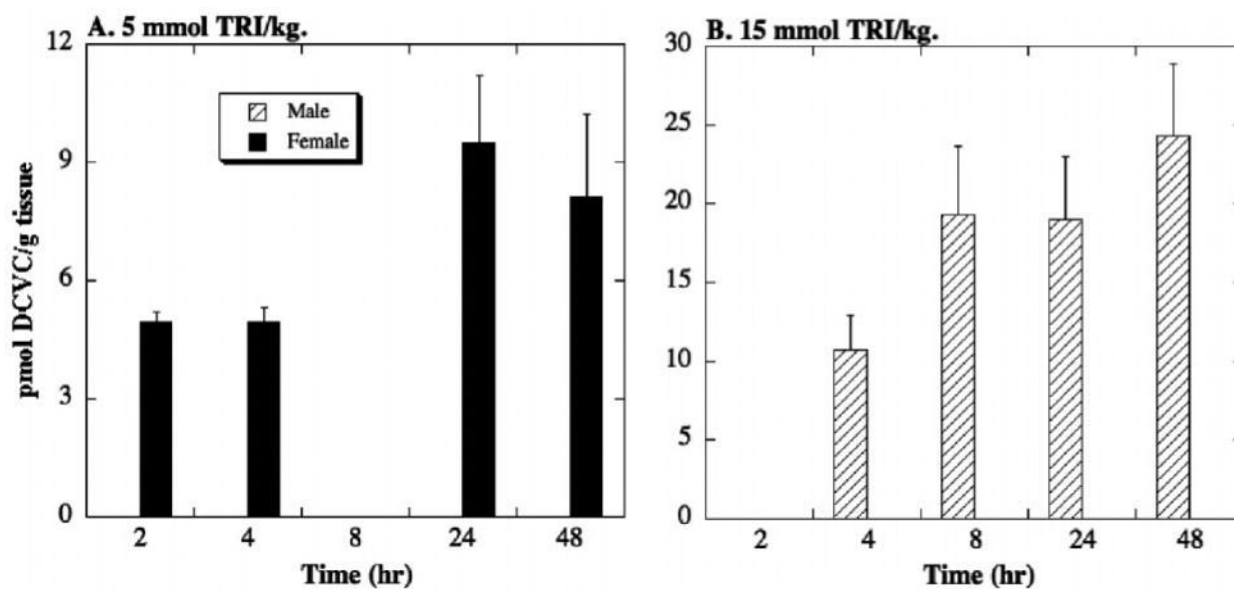 A. 5 mmol TRI/kg.
12
9
6
3
0
pmol DCVC/g tissue
Male
Female
2 4 8 24 48
Time (hr)
B. 15 mmol TRI/kg.
30
25
20
15
10
5
0
2 4 8 24 48
Time (hr)